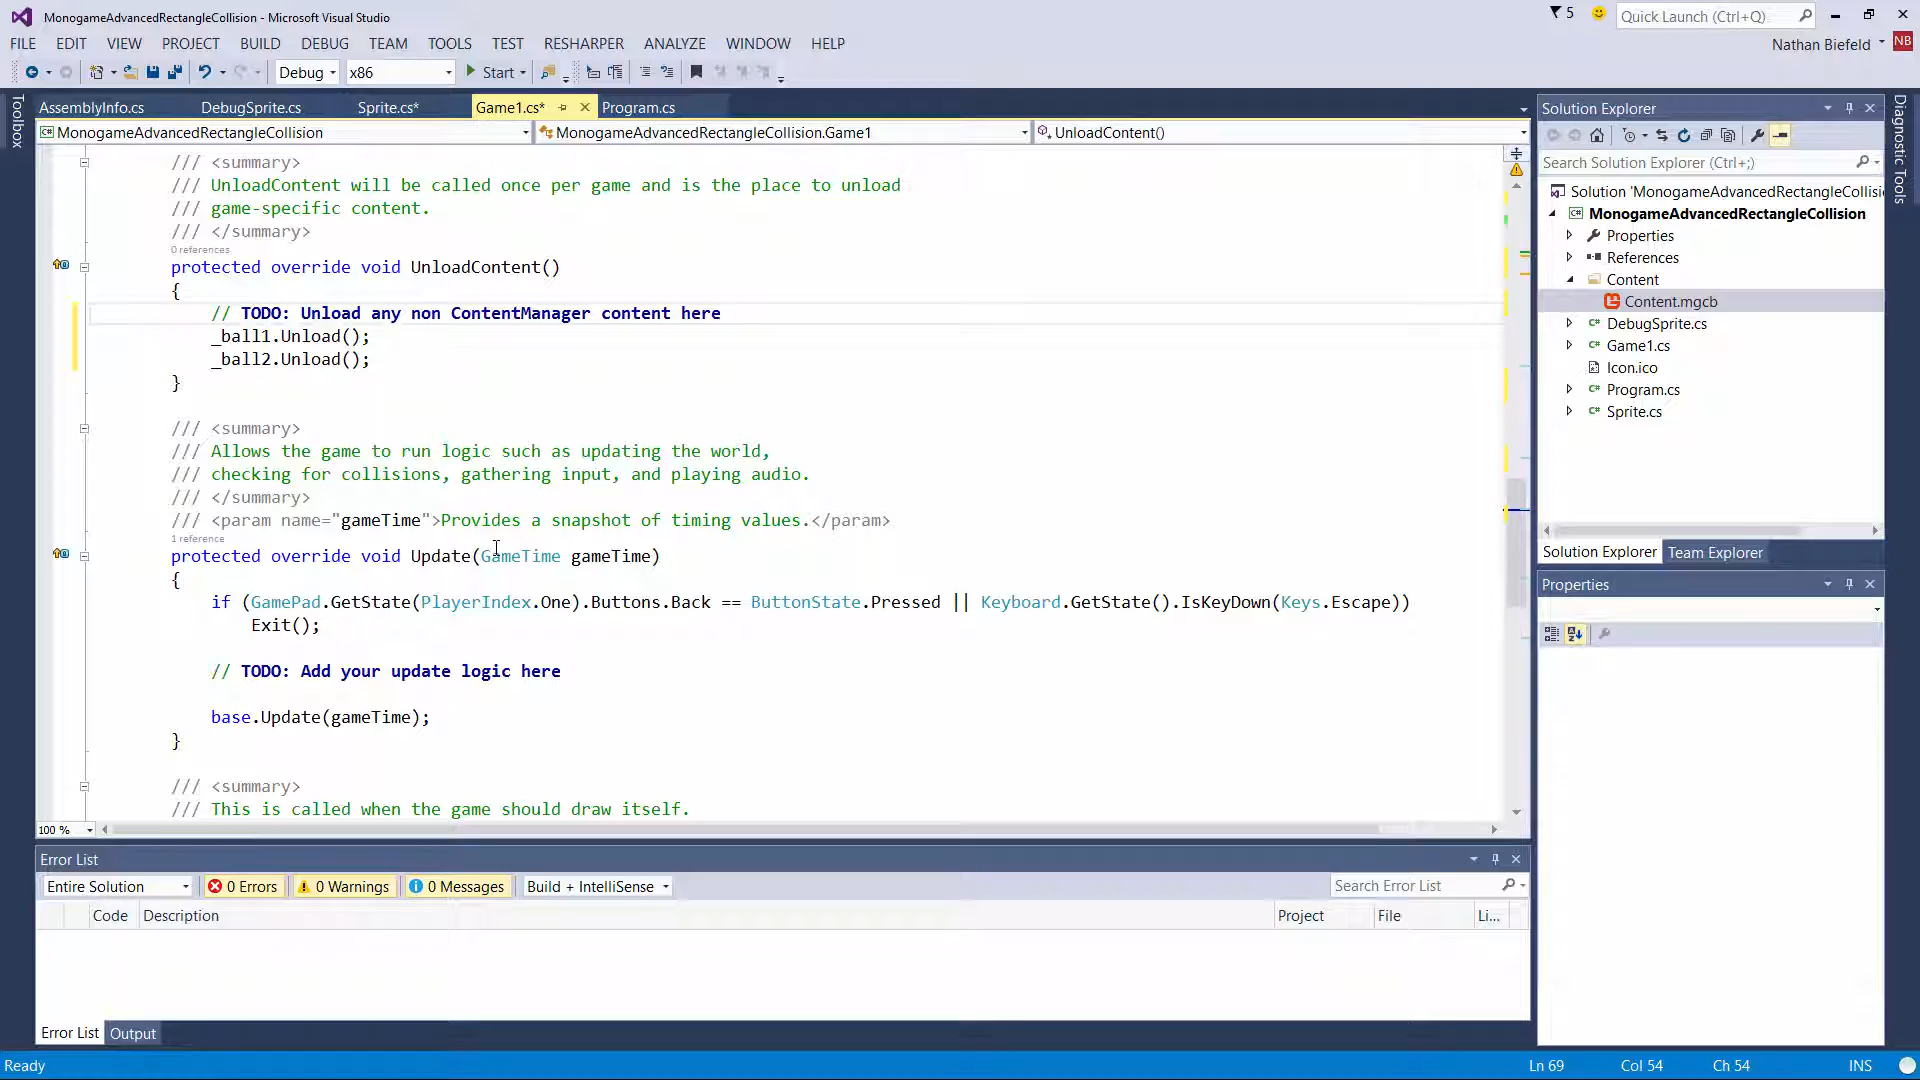 MonogameAdvancedRectangleCollision - Microsoft Visual Studio
5
Quick Launch (Ctrl+Q)
FILE EDIT VIEW PROJECT BUILD DEBUG TEAM TOOLS TEST RESHARPER ANALYZE WINDOW HELP
Nathan Biefeld NB
Debug x86 Start
Toolbox
AssemblyInfo.cs DebugSprite.cs Sprite.cs* Game1.cs* Program.cs
MonogameAdvancedRectangleCollision MonogameAdvancedRectangleCollision.Game1 UnloadContent()
/// <summary>
/// UnloadContent will be called once per game and is the place to unload
/// game-specific content.
/// </summary>
0 references
protected override void UnloadContent()
{
// TODO: Unload any non ContentManager content here
_ball1.Unload();
_ball2.Unload();
}
/// <summary>
/// Allows the game to run logic such as updating the world,
/// checking for collisions, gathering input, and playing audio.
/// </summary>
/// <param name="gameTime">Provides a snapshot of timing values.</param>
1 reference
protected override void Update(GameTime gameTime)
{
if (GamePad.GetState(PlayerIndex.One).Buttons.Back == ButtonState.Pressed || Keyboard.GetState().IsKeyDown(Keys.Escape))
Exit();
// TODO: Add your update logic here
base.Update(gameTime);
}
/// <summary>
/// This is called when the game should draw itself.
100 %
Solution Explorer
Search Solution Explorer (Ctrl+;)
Solution 'MonogameAdvancedRectangleCollisi
MonogameAdvancedRectangleCollision
Properties
References
Content
Content.mgcb
DebugSprite.cs
Game1.cs
Icon.ico
Program.cs
Sprite.cs
Solution Explorer Team Explorer
Properties
Diagnostic Tools
Error List
Entire Solution 0 Errors 0 Warnings 0 Messages Build + IntelliSense Search Error List
Code Description Project File Li...
Error List Output
Ready Ln 69 Col 54 Ch 54 INS